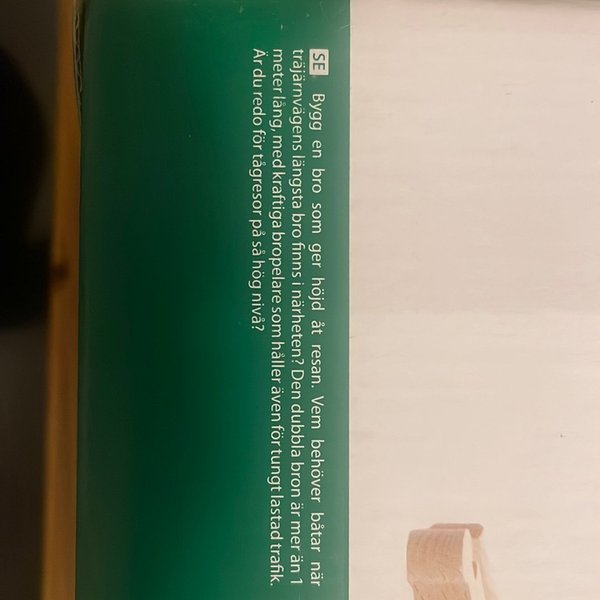 SE Bygg en bro som ger höjd åt resan. Vem behöver båtar när
träjärnvägens längsta bro finns i närheten? Den dubbla bron är mer än 1
meter lång, med kraftiga bropelare som håller även för tungt lastad trafik.
Är du redo för tågresor på så hög nivå?